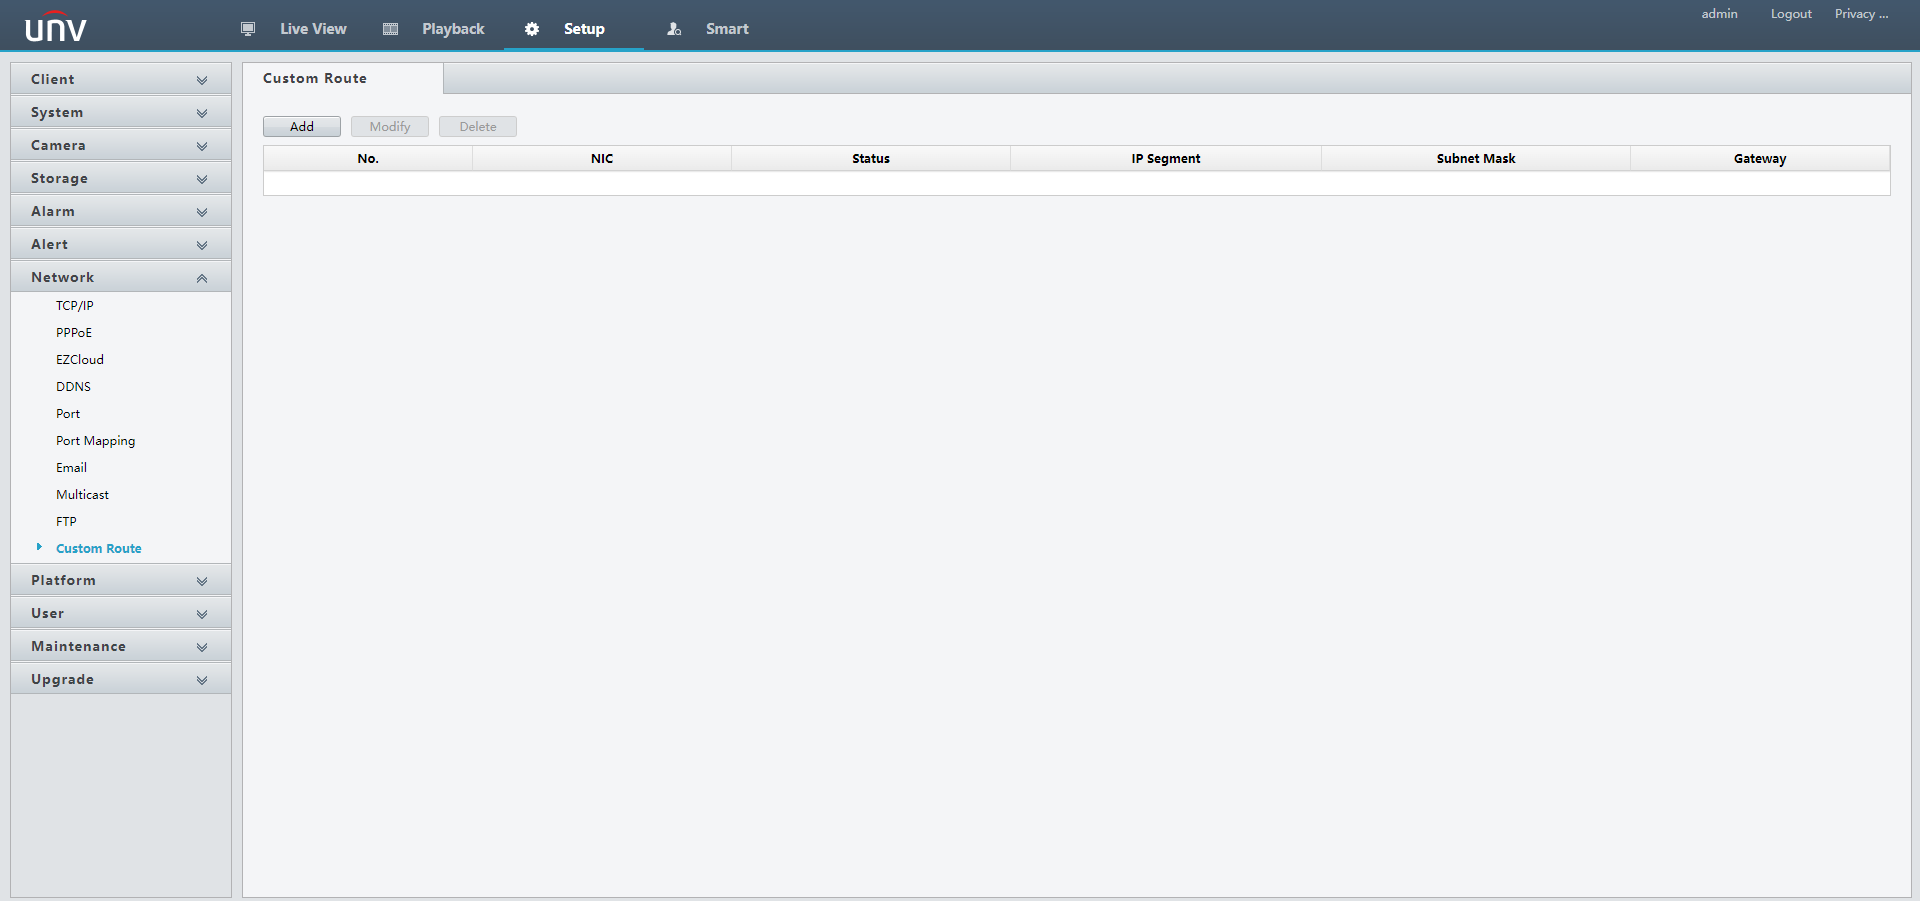 unv
Live View
Playback
Setup
Smart
admin
Logout
Privacy ...
Client
System
Camera
Storage
Alarm
Alert
Network
TCP/IP
PPPoE
EZCloud
DDNS
Port
Port Mapping
Email
Multicast
FTP
Custom Route
Platform
User
Maintenance
Upgrade
Custom Route
Add Modify Delete
No. NIC Status IP Segment Subnet Mask Gateway